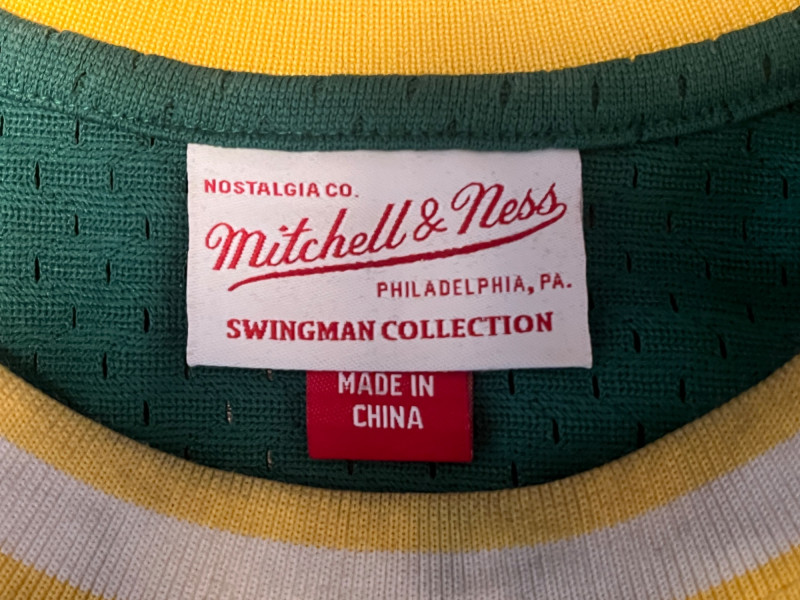 NOSTALGIA CO.
Mitchell & Ness
PHILADELPHIA, PA.
SWINGMAN COLLECTION
MADE IN
CHINA